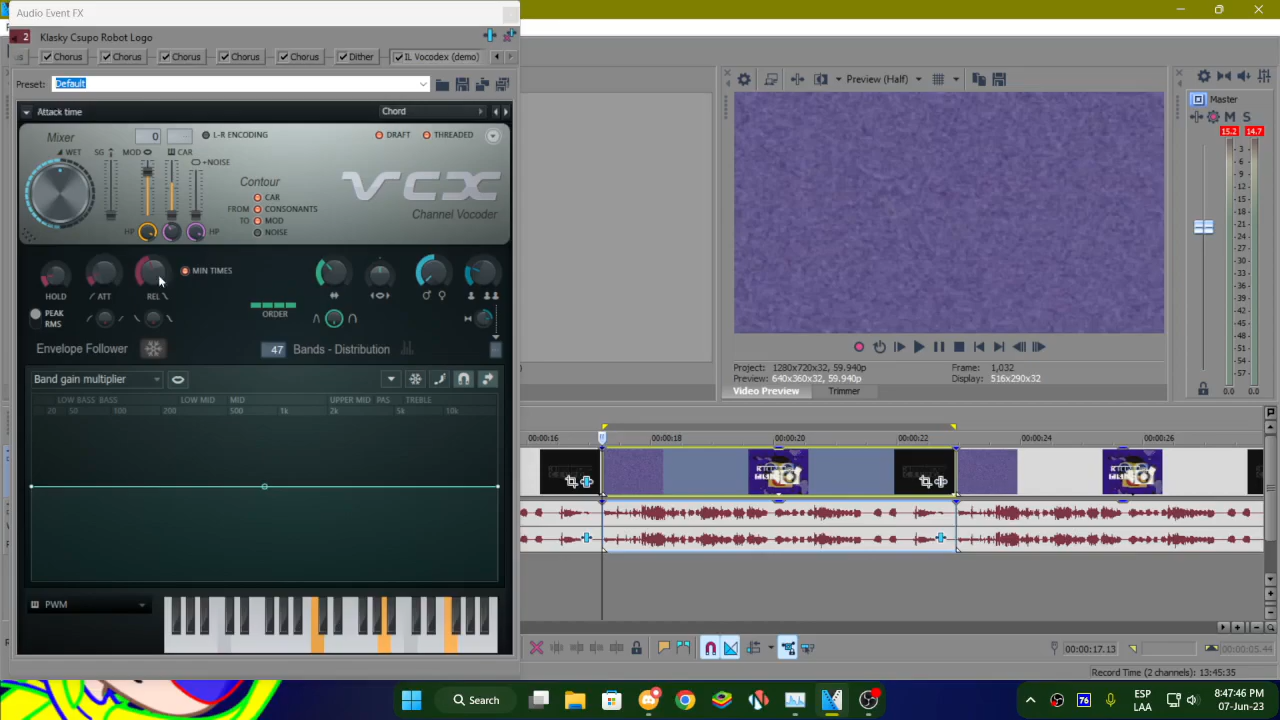 Audio Event FX
2 Klasky Csupo Robot Logo
us Chorus Chorus Chorus Chorus Chorus Dither IL Vocodex (demo)
Preset: Default
Attack time Chord
Mixer 0 L-R ENCODING DRAFT THREADED
WET SG MOD CAR
NOISE
Contour
CAR
FROM CONSONANTS
TO MOD
NOISE
HP HP
VCX
Channel Vocoder
MIN TIMES
HOLD ATT REL
PEAK
RMS
ORDER
Envelope Follower 47 Bands - Distribution
Band gain multiplier
LOW BASS BASS LOW MID MID UPPER MID PAS TREBLE
20 50 100 200 500 1k 2k 5k 10k
PWM
Preview (Half)
Project: 1280x720x32, 59.940p Frame: 1,032
Preview: 640x360x32, 59.940p Display: 516x290x32
Video Preview Trimmer
Master
M S
15.2 14.7
3
6
9
12
15
18
21
24
27
30
33
36
39
42
45
48
51
54
57
0.0 0.0
00:00:16 00:00:18 00:00:20 00:00:22 00:00:24 00:00:26
00:00:17.13 00:00:05.44
Record Time (2 channels): 13:45:35
Search
76
ESP
LAA
8:47:46 PM
07-Jun-23